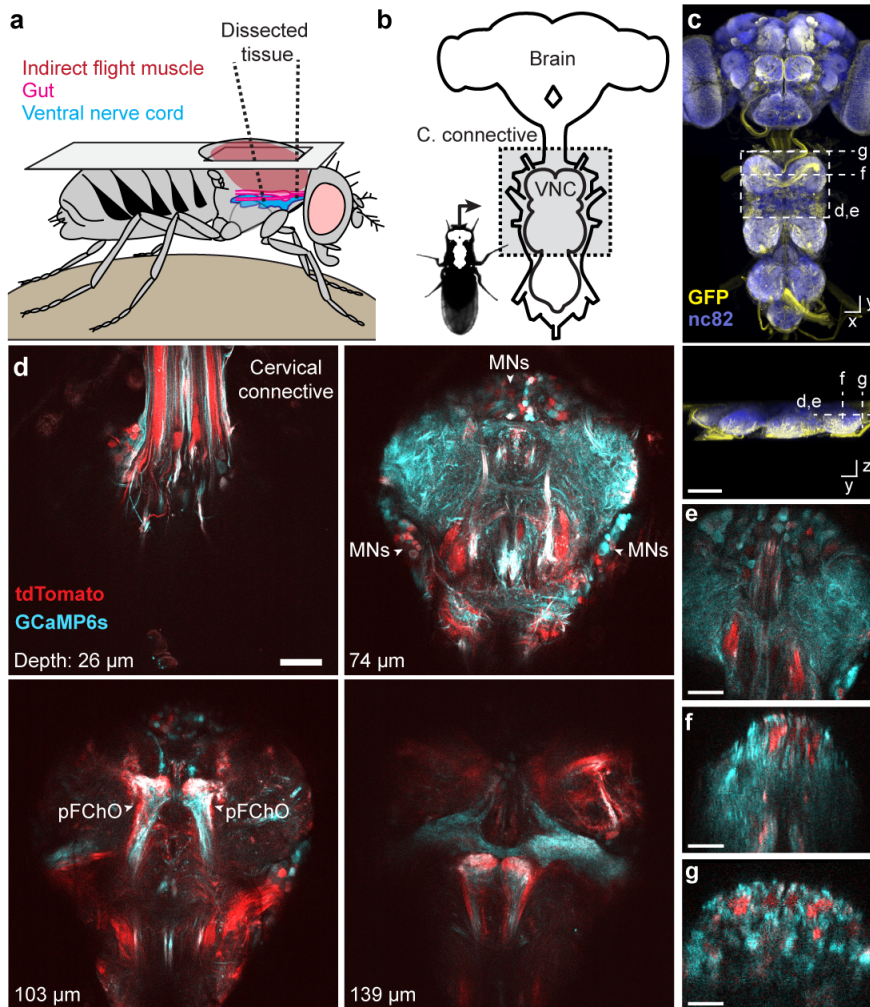 a
Dissected
tissue
Indirect flight muscle
Gut
Ventral nerve cord
b
Brain
C. connective
VNC
c
g
f
d,e
GFP
nc82
y
x
f
g
d,e
z
y
d
Cervical
connective
tdTomato
GCaMP6s
Depth: 26 μm
MNs
MNs
MNs
74 μm
pFChO
pFChO
103 μm
139 μm
e
f
g